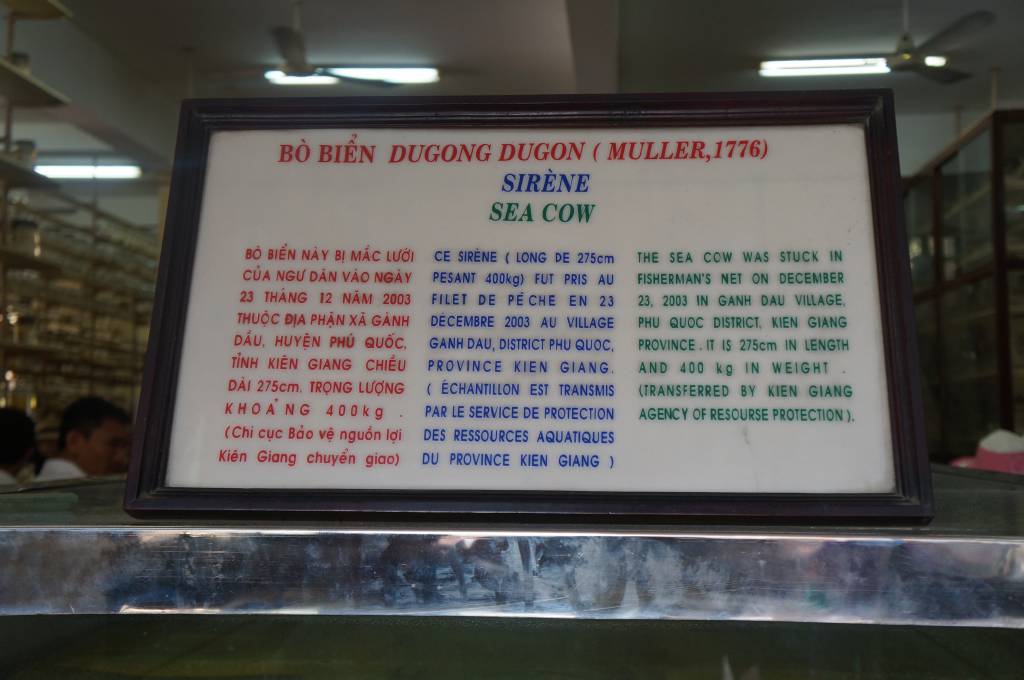 BÒ BIỂN DUGONG DUGON ( MULLER,1776)
SIRÈNE
SEA COW
BÒ BIỂN NÀY BỊ MẮC LƯỚI
CỦA NGƯ DÂN VÀO NGÀY
23 THÁNG 12 NĂM 2003
THUỘC ĐỊA PHẬN XÃ GÀNH
DẦU, HUYỆN PHÚ QUỐC,
TỈNH KIÊN GIANG CHIỀU
DÀI 275cm. TRỌNG LƯỢNG
KHOẢNG 400kg .
(Chi cục Bảo vệ nguồn lợi
Kiên Giang chuyển giao)
CE SIRÈNE ( LONG DE 275cm
PESANT 400kg) FUT PRIS AU
FILET DE PÊCHE EN 23
DÉCEMBRE 2003 AU VILLAGE
GANH DAU, DISTRICT PHU QUOC,
PROVINCE KIEN GIANG.
( ÉCHANTILLON EST TRANSMIS
PAR LE SERVICE DE PROTECTION
DES RESSOURCES AQUATIQUES
DU PROVINCE KIEN GIANG )
THE SEA COW WAS STUCK IN
FISHERMAN'S NET ON DECEMBER
23, 2003 IN GANH DAU VILLAGE,
PHU QUOC DISTRICT, KIEN GIANG
PROVINCE . IT IS 275cm IN LENGTH
AND 400 kg IN WEIGHT .
(TRANSFERRED BY KIEN GIANG
AGENCY OF RESOURSE PROTECTION ).